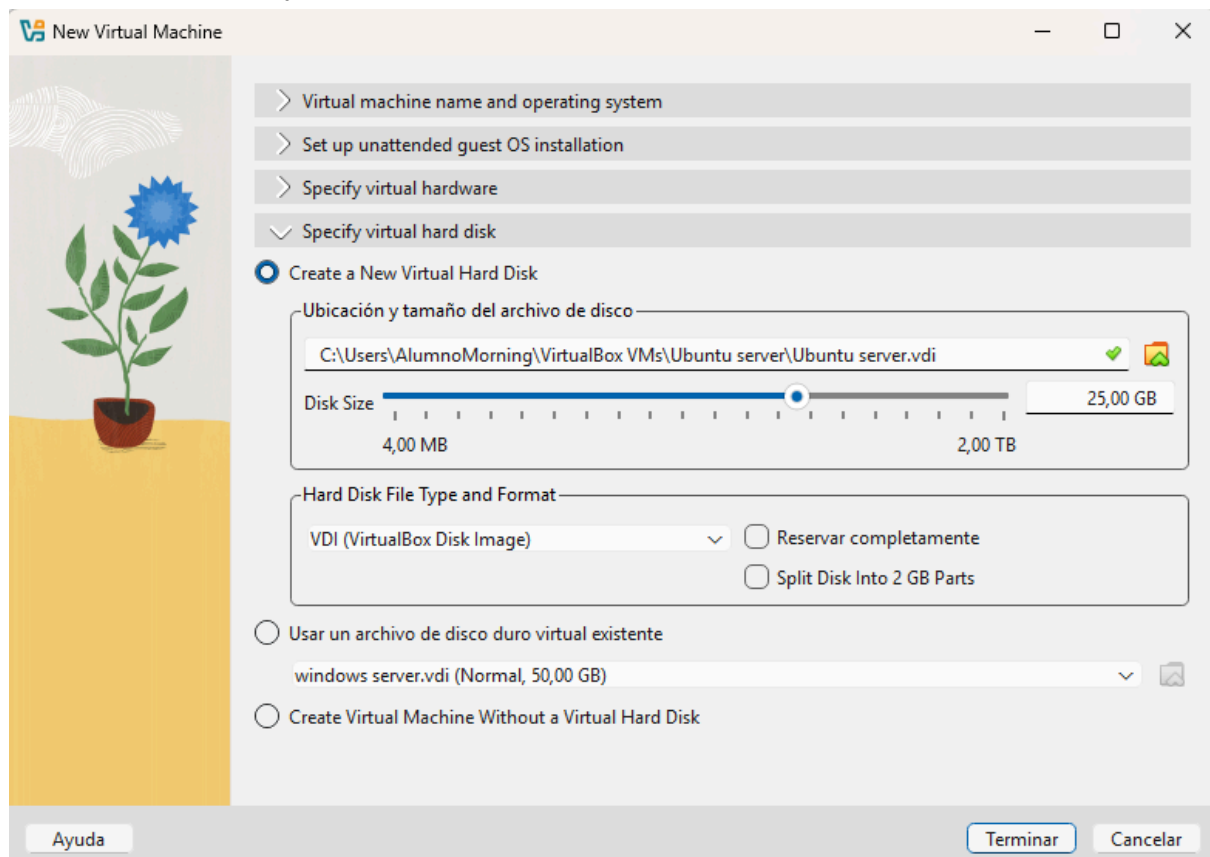 New Virtual Machine
Virtual machine name and operating system
Set up unattended guest OS installation
Specify virtual hardware
Specify virtual hard disk
Create a New Virtual Hard Disk
Ubicación y tamaño del archivo de disco
C:\Users\AlumnoMorning\VirtualBox VMs\Ubuntu server\Ubuntu server.vdi
Disk Size 25,00 GB
4,00 MB 2,00 TB
Hard Disk File Type and Format
VDI (VirtualBox Disk Image) Reservar completamente
Split Disk Into 2 GB Parts
Usar un archivo de disco duro virtual existente
windows server.vdi (Normal, 50,00 GB)
Create Virtual Machine Without a Virtual Hard Disk
Ayuda Terminar Cancelar